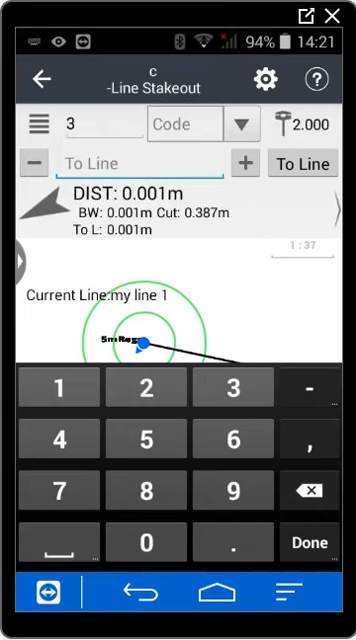 94% 14:21
c
-Line Stakeout
?
3 Code 2.000
− To Line + To Line
DIST: 0.001m
BW: 0.001m Cut: 0.387m
To L: 0.001m
1 : 37
Current Line:my line 1
1 2 3 -
4 5 6 ,
7 8 9
0 . Done